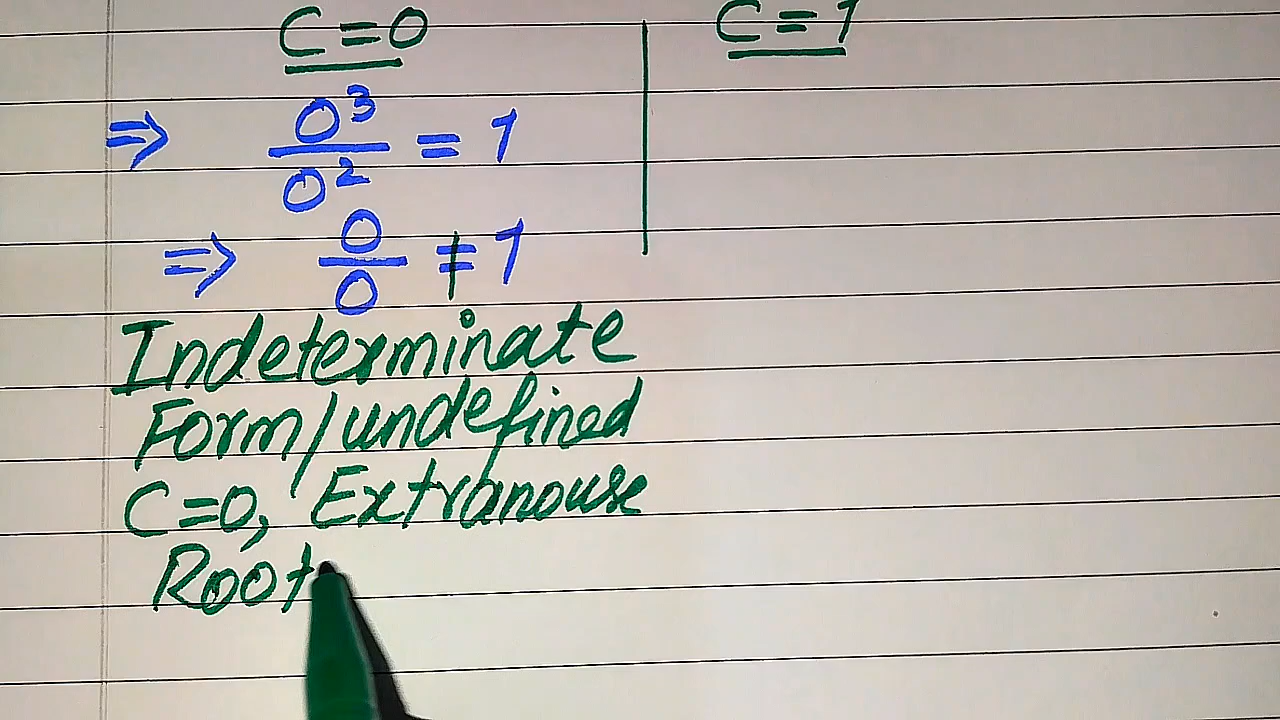 C=0
C=1
⇒ 0³/0² = 1
⇒ 0/0 ≠ 1
Indeterminate
Form/undefined
C=0, Extranouse
Root